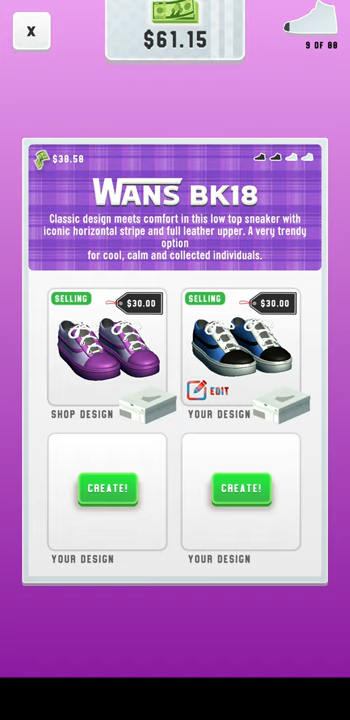 X
$61.15
9 OF 88
$38.50
WANS BK18
Classic design meets comfort in this low top sneaker with
iconic horizontal stripe and full leather upper. A very trendy
option
for cool, calm and collected individuals.
SELLING
$30.00
SELLING
$30.00
EDIT
SHOP DESIGN
YOUR DESIGN
CREATE!
CREATE!
YOUR DESIGN
YOUR DESIGN